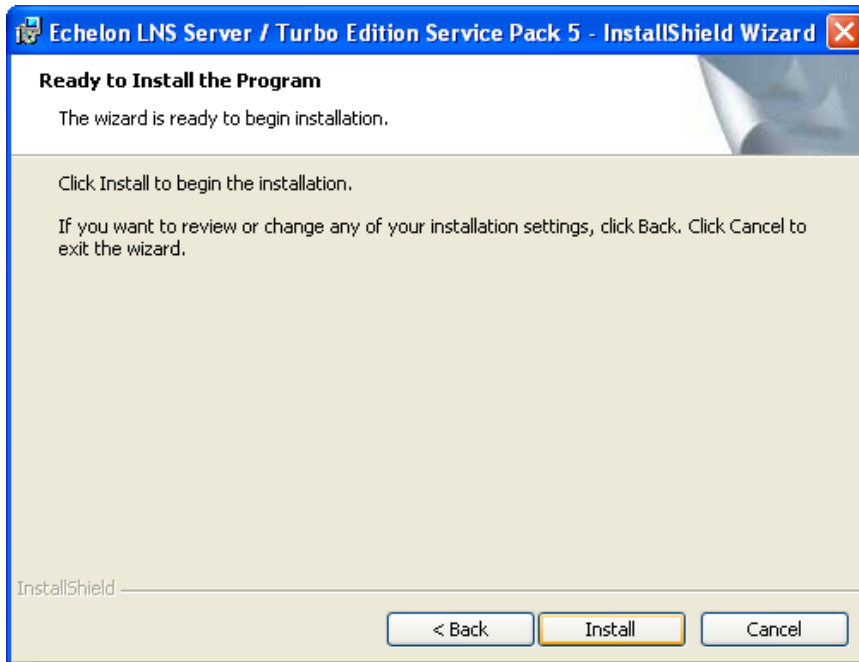 Echelon LNS Server / Turbo Edition Service Pack 5 - InstallShield Wizard
Ready to Install the Program
The wizard is ready to begin installation.
Click Install to begin the installation.
If you want to review or change any of your installation settings, click Back. Click Cancel to
exit the wizard.
InstallShield
< Back
Install
Cancel